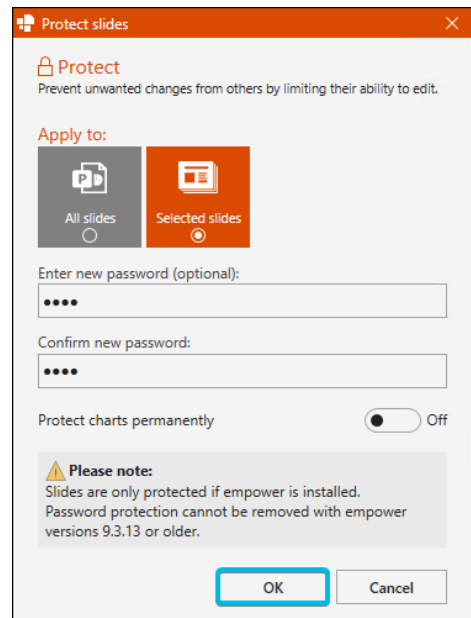 Protect slides
Protect
Prevent unwanted changes from others by limiting their ability to edit.
Apply to:
All slides
Selected slides
Enter new password (optional):
••••
Confirm new password:
••••
Protect charts permanently
Off
Please note:
Slides are only protected if empower is installed.
Password protection cannot be removed with empower
versions 9.3.13 or older.
OK
Cancel